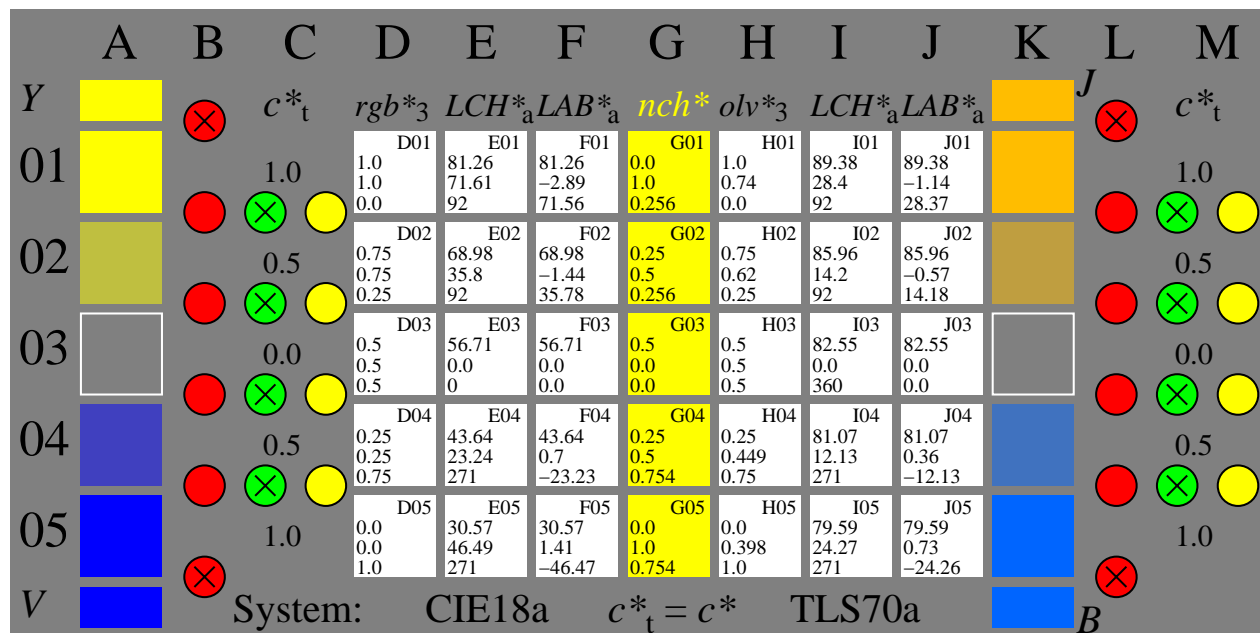 A B C D E F G H I J K L M
Y c*t rgb*3 LCH*a LAB*a nch* olv*3 LCH*a LAB*a J c*t
01 D01 E01 F01 G01 H01 I01 J01
1.0 81.26 81.26 0.0 1.0 89.38 89.38
1.0 1.0 71.61 −2.89 1.0 0.74 28.4 −1.14 1.0
0.0 92 71.56 0.256 0.0 92 28.37
02 D02 E02 F02 G02 H02 I02 J02
0.75 68.98 68.98 0.25 0.75 85.96 85.96
0.5 0.75 35.8 −1.44 0.5 0.62 14.2 −0.57 0.5
0.25 92 35.78 0.256 0.25 92 14.18
03 D03 E03 F03 G03 H03 I03 J03
0.5 56.71 56.71 0.5 0.5 82.55 82.55
0.0 0.5 0.0 0.0 0.0 0.5 0.0 0.0 0.0
0.5 0 0.0 0.0 0.5 360 0.0
04 D04 E04 F04 G04 H04 I04 J04
0.25 43.64 43.64 0.25 0.25 81.07 81.07
0.5 0.25 23.24 0.7 0.5 0.449 12.13 0.36 0.5
0.75 271 −23.23 0.754 0.75 271 −12.13
05 D05 E05 F05 G05 H05 I05 J05
0.0 30.57 30.57 0.0 0.0 79.59 79.59
1.0 0.0 46.49 1.41 1.0 0.398 24.27 0.73 1.0
1.0 271 −46.47 0.754 1.0 271 −24.26
V System: CIE18a c*t = c* TLS70a B